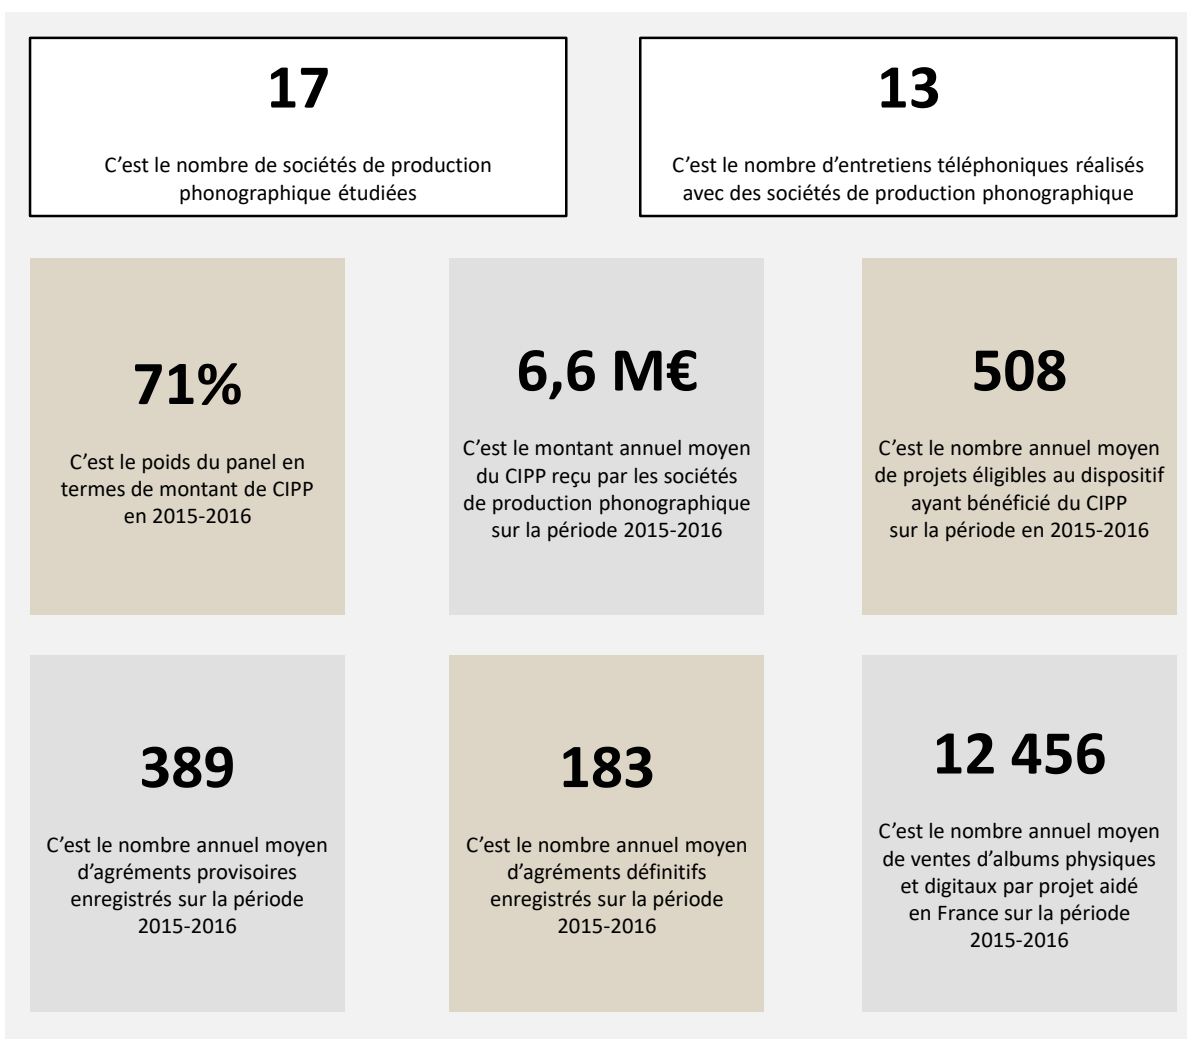 17
C’est le nombre de sociétés de production
phonographique étudiées
13
C’est le nombre d’entretiens téléphoniques réalisés
avec des sociétés de production phonographique
71%
C’est le poids du panel en
termes de montant de CIPP
en 2015-2016
6,6 M€
C’est le montant annuel moyen
du CIPP reçu par les sociétés
de production phonographique
sur la période 2015-2016
508
C’est le nombre annuel moyen
de projets éligibles au dispositif
ayant bénéficié du CIPP
sur la période en 2015-2016
389
C’est le nombre annuel moyen
d’agréments provisoires
enregistrés sur la période
2015-2016
183
C’est le nombre annuel moyen
d’agréments définitifs
enregistrés sur la période
2015-2016
12 456
C’est le nombre annuel moyen
de ventes d’albums physiques
et digitaux par projet aidé
en France sur la période
2015-2016